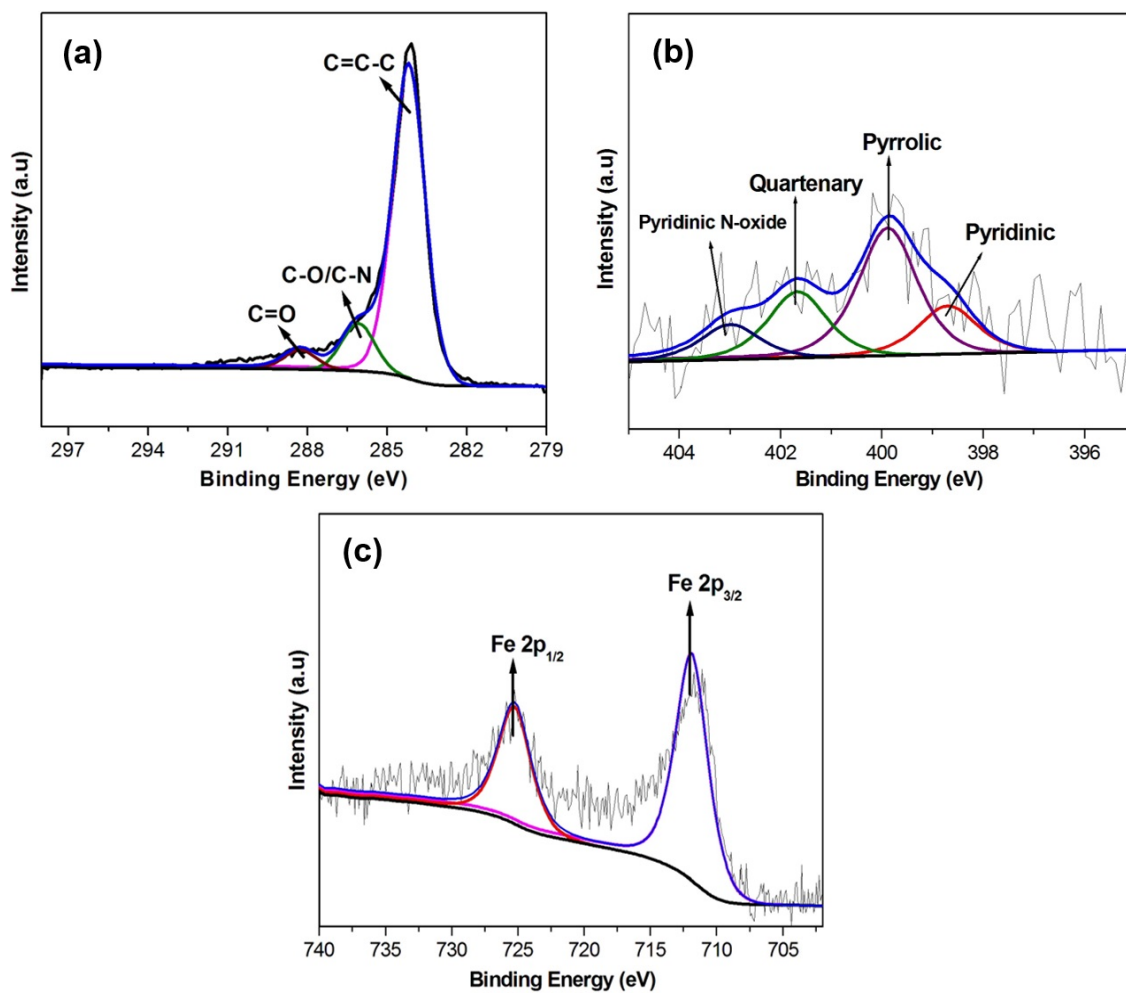 (a)
C=C-C
C-O/C-N
C=O
Intensity (a.u)
297 294 291 288 285 282 279
Binding Energy (eV)
(b)
Pyrrolic
Quartenary
Pyridinic N-oxide
Pyridinic
Intensity (a.u)
404 402 400 398 396
Binding Energy (eV)
(c)
Fe 2p3/2
Fe 2p1/2
Intensity (a.u)
740 735 730 725 720 715 710 705
Binding Energy (eV)